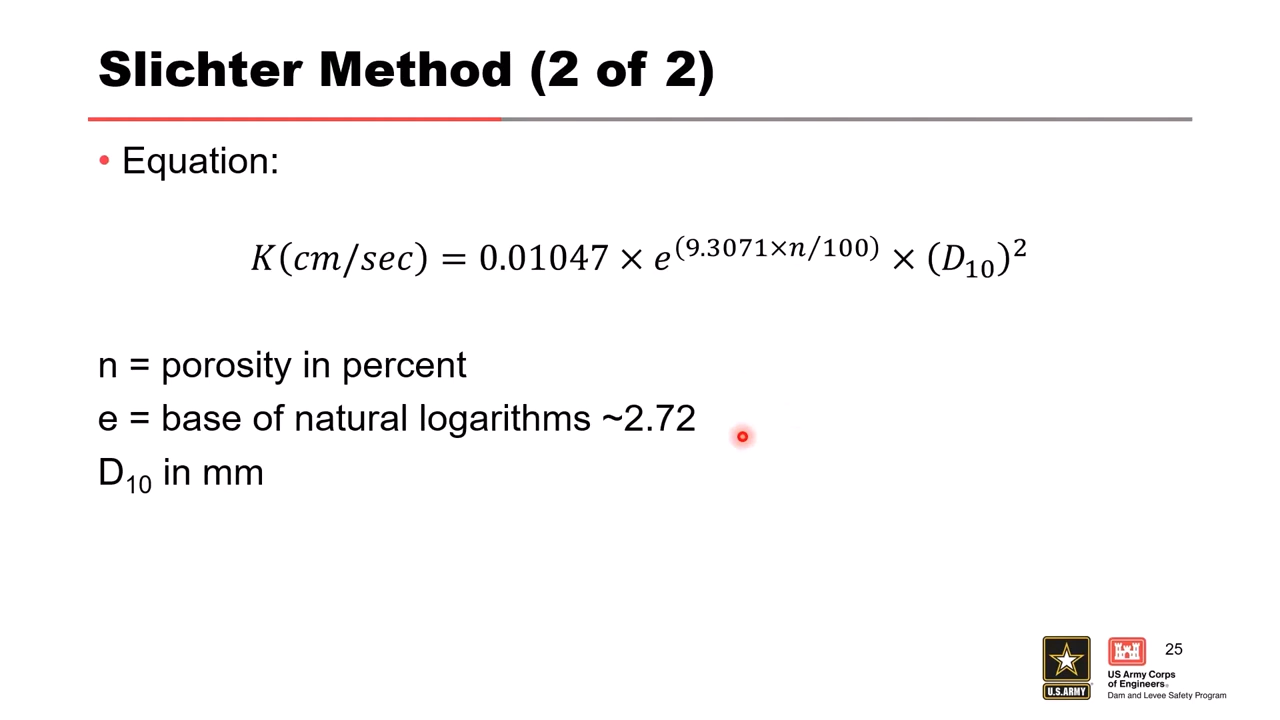 Slichter Method (2 of 2)
• Equation:
K(cm/sec) = 0.01047 × e^(9.3071×n/100) × (D₁₀)²
n = porosity in percent
e = base of natural logarithms ~2.72
D₁₀ in mm
25
U.S.ARMY
US Army Corps
of Engineers®
Dam and Levee Safety Program